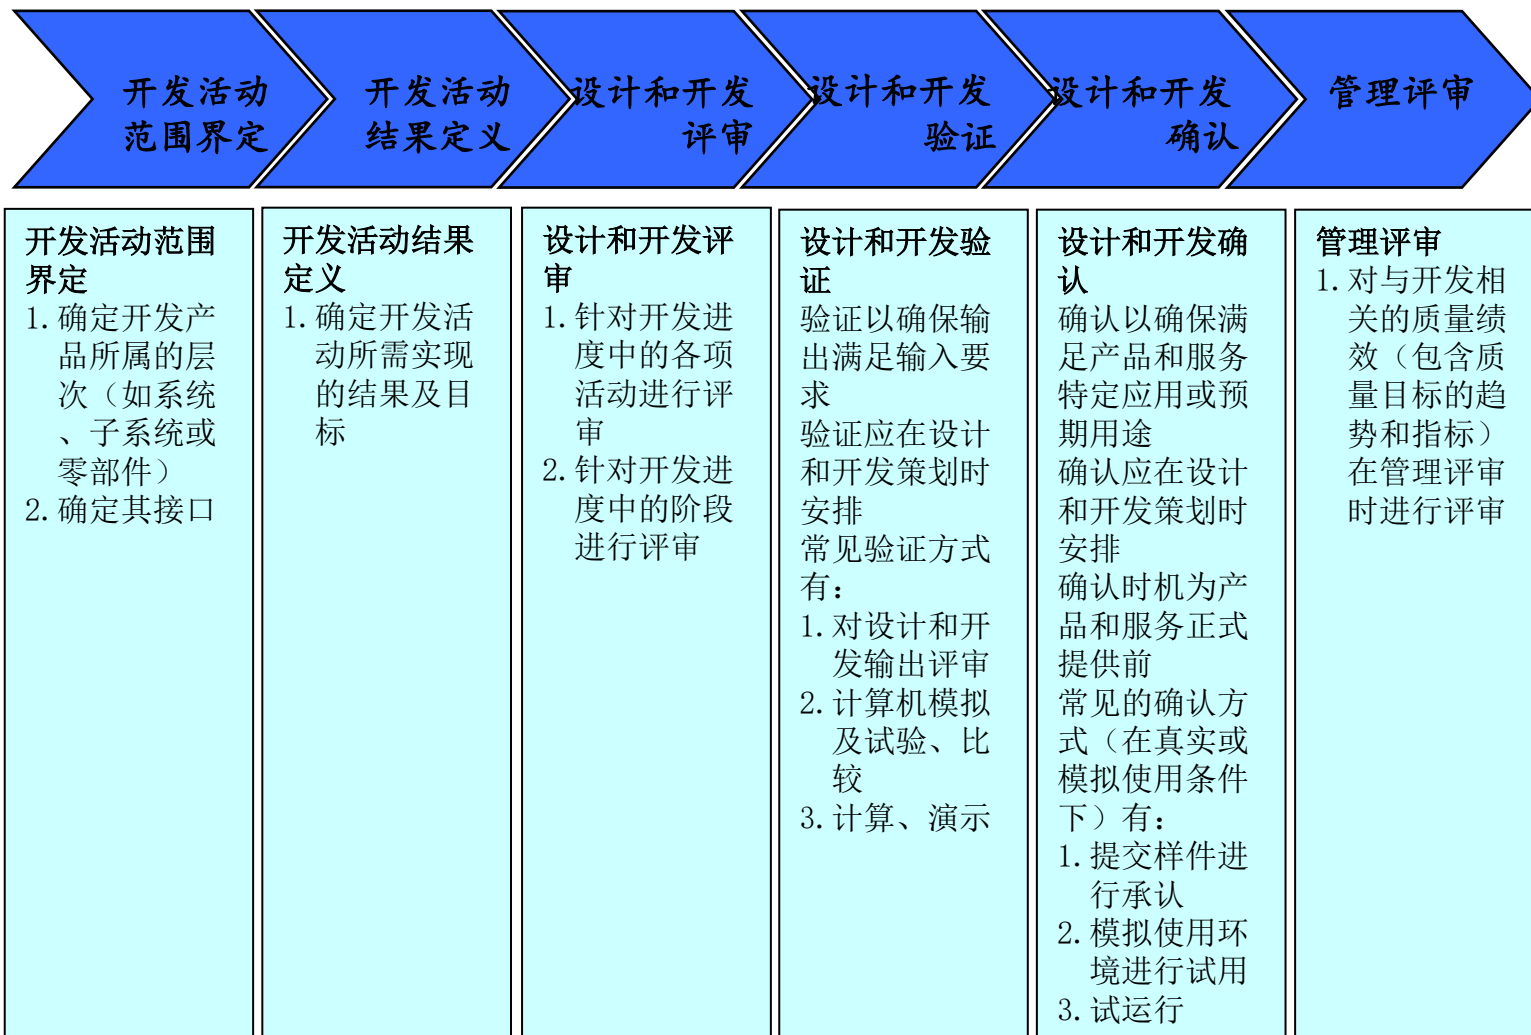 开发活动
范围界定
开发活动
结果定义
设计和开发
评审
设计和开发
验证
设计和开发
确认
管理评审
开发活动范围
界定
1.确定开发产
品所属的层
次（如系统
、子系统或
零部件）
2.确定其接口
开发活动结果
定义
1.确定开发活
动所需实现
的结果及目
标
设计和开发评
审
1.针对开发进
度中的各项
活动进行评
审
2.针对开发进
度中的阶段
进行评审
设计和开发验
证
验证以确保输
出满足输入要
求
验证应在设计
和开发策划时
安排
常见验证方式
有：
1.对设计和开
发输出评审
2.计算机模拟
及试验、比
较
3.计算、演示
设计和开发确
认
确认以确保满
足产品和服务
特定应用或预
期用途
确认应在设计
和开发策划时
安排
确认时机为产
品和服务正式
提供前
常见的确认方
式（在真实或
模拟使用条件
下）有：
1.提交样件进
行承认
2.模拟使用环
境进行试用
3.试运行
管理评审
1.对与开发相
关的质量绩
效（包含质
量目标的趋
势和指标）
在管理评审
时进行评审